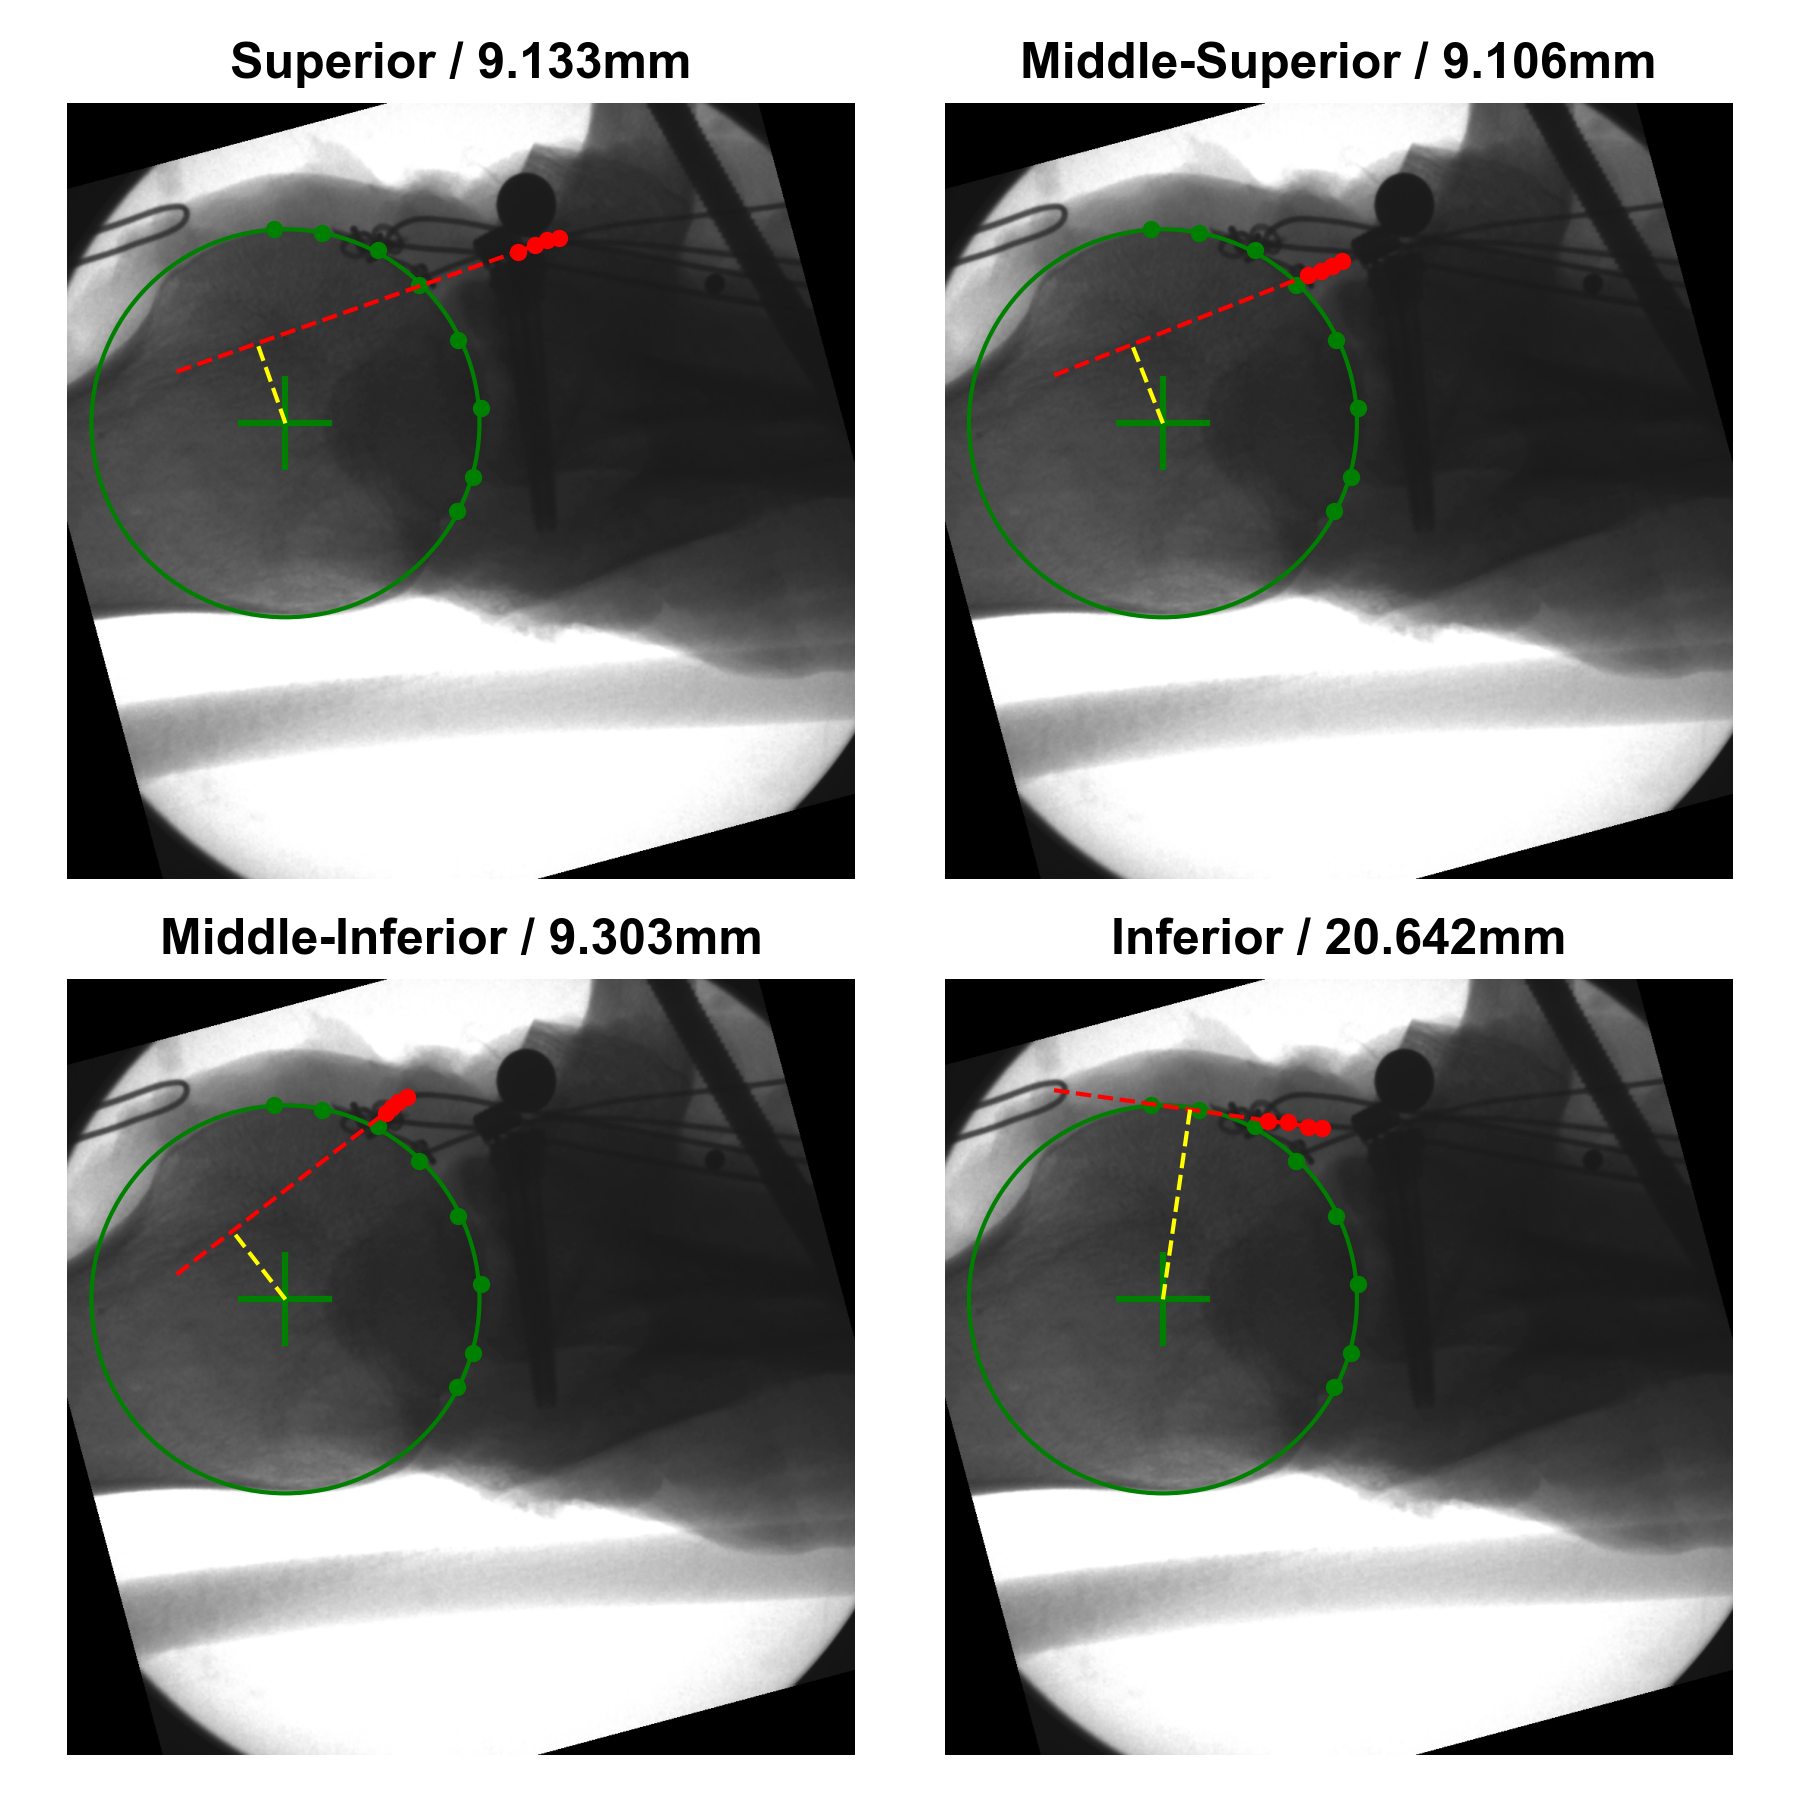 Superior / 9.133mm
Middle-Superior / 9.106mm
Middle-Inferior / 9.303mm
Inferior / 20.642mm